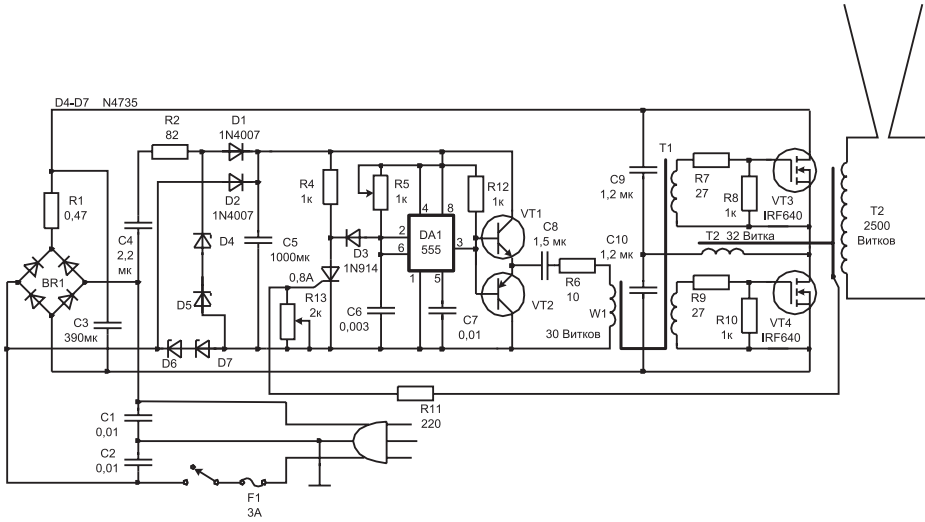 D4-D7 N4735
R2
82
D1
1N4007
D2
1N4007
R1
0,47
BR1
C3
390мк
C4
2,2
мк
D4
D5
D6
D7
C5
1000мк
0,8А
R13
2к
R4
1к
D3
1N914
R5
1к
C6
0,003
4
8
2
DA1
555
6
3
1
5
C7
0,01
R12
1к
VT1
VT2
C8
1,5 мк
R6
10
W1
30 Витков
C9
1,2 мк
C10
1,2 мк
T1
R7
27
R8
1к
VT3
IRF640
T2 32 Витка
R9
27
R10
1к
VT4
IRF640
T2
2500
Витков
R11
220
C1
0,01
C2
0,01
F1
3А